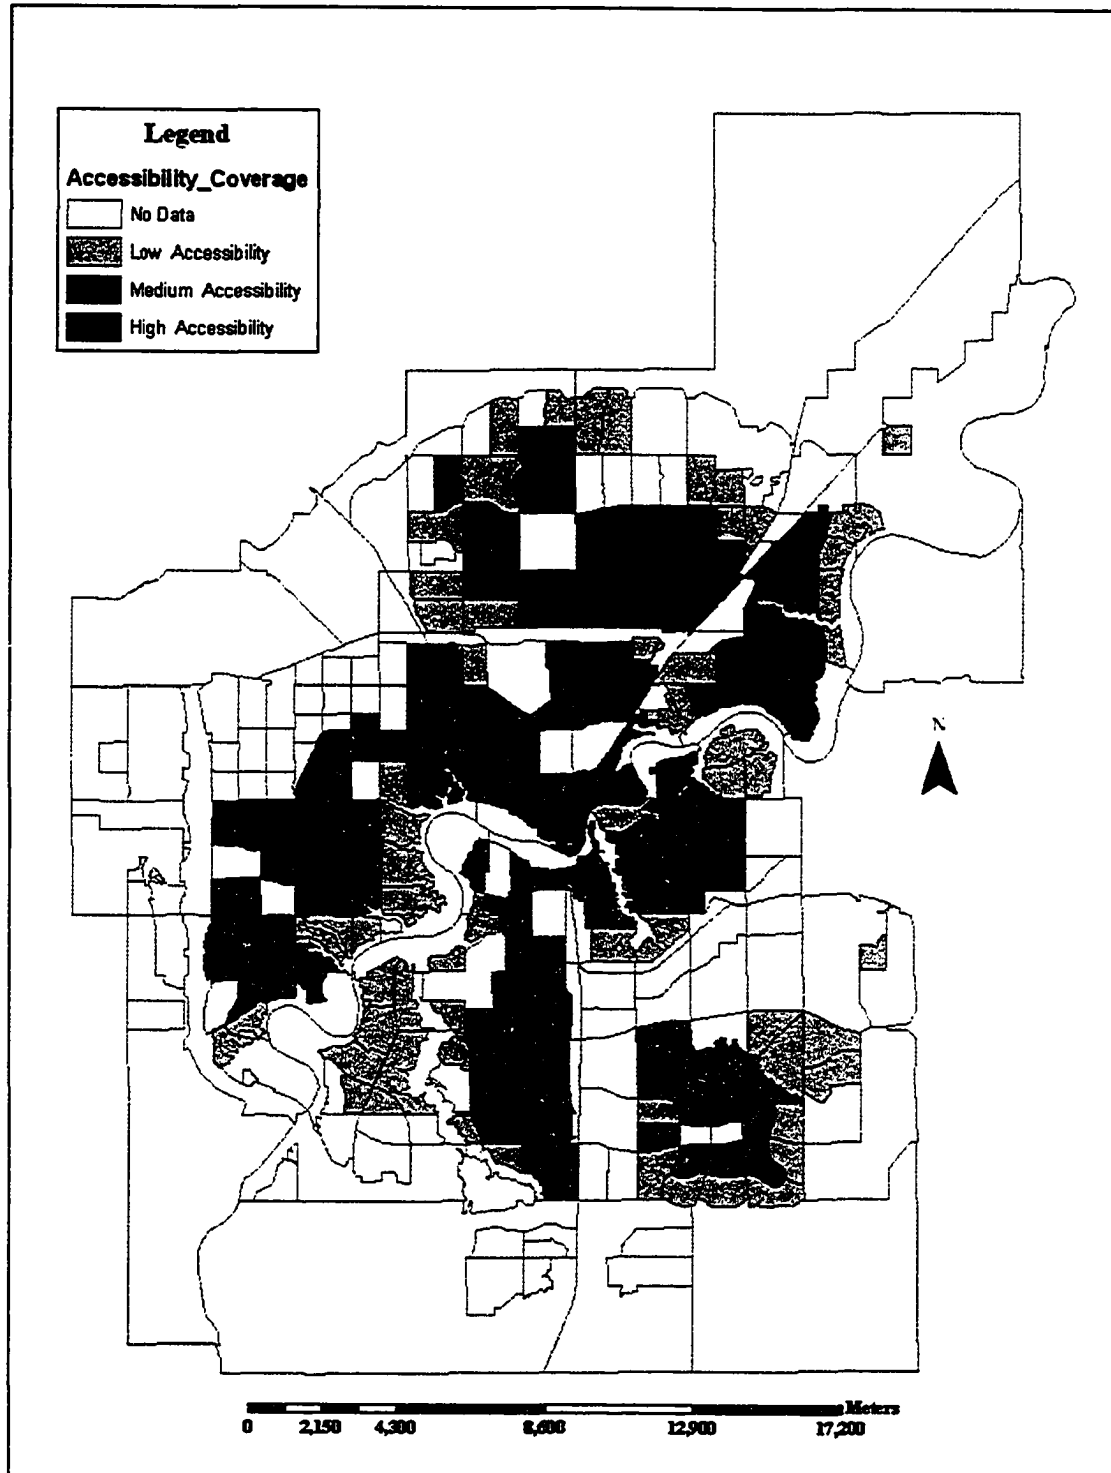 Legend
Accessibility_Coverage
No Data
Low Accessibility
Medium Accessibility
High Accessibility
N
Meters
0 2,150 4,300 8,600 12,900 17,200